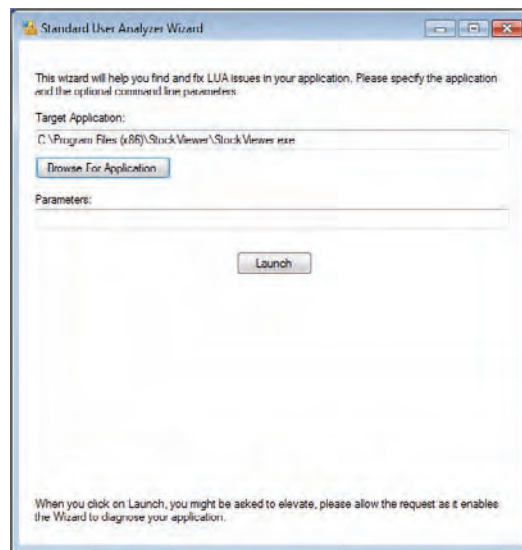 Standard User Analyzer Wizard
This wizard will help you find and fix LUA issues in your application. Please specify the application
and the optional command line parameters
Target Application:
C:\Program Files (x86)\StockViewer\StockViewer.exe
Browse For Application
Parameters:
Launch
When you click on Launch, you might be asked to elevate, please allow the request as it enables
the Wizard to diagnose your application.